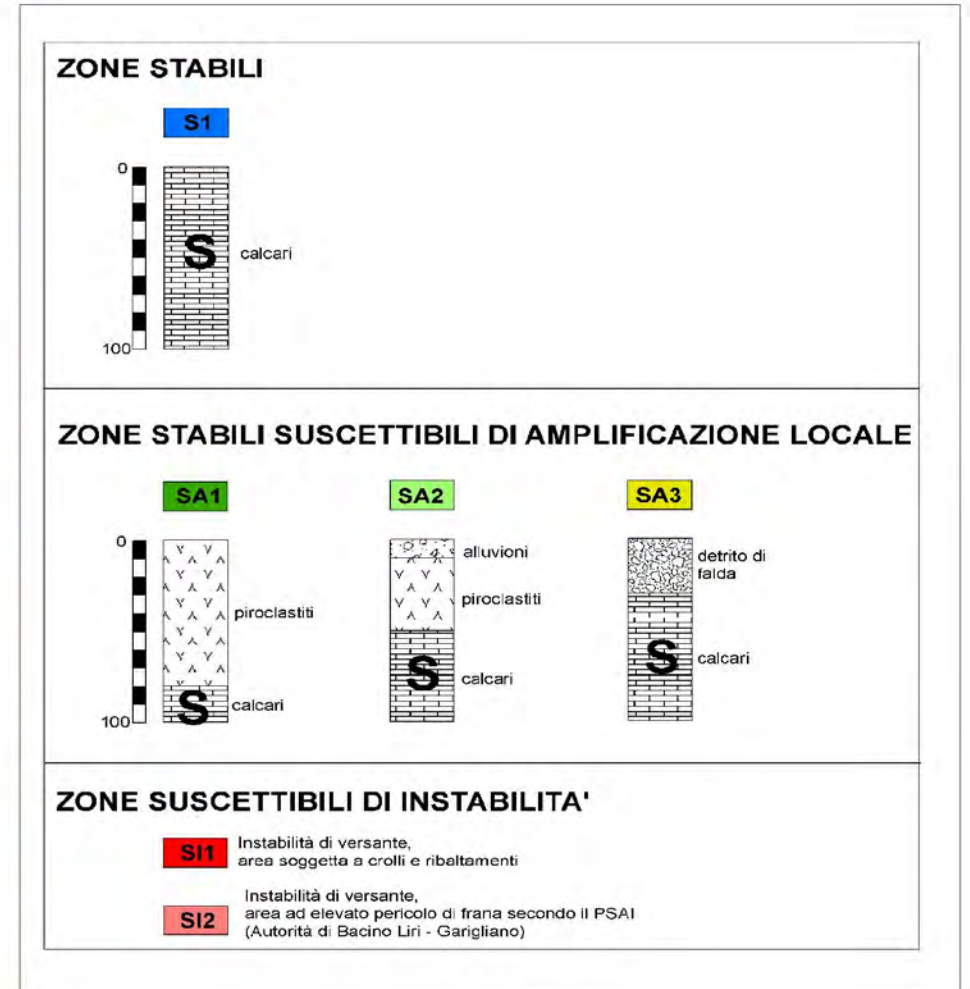 ZONE STABILI
S1
0
S
calcari
100
ZONE STABILI SUSCETTIBILI DI AMPLIFICAZIONE LOCALE
SA1
SA2
SA3
0
alluvioni
detrito di
falda
piroclastiti
piroclastiti
S
calcari
S
calcari
S
calcari
100
ZONE SUSCETTIBILI DI INSTABILITA'
SI1
Instabilità di versante,
area soggetta a crolli e ribaltamenti
SI2
Instabilità di versante,
area ad elevato pericolo di frana secondo il PSAI
(Autorità di Bacino Liri - Garigliano)